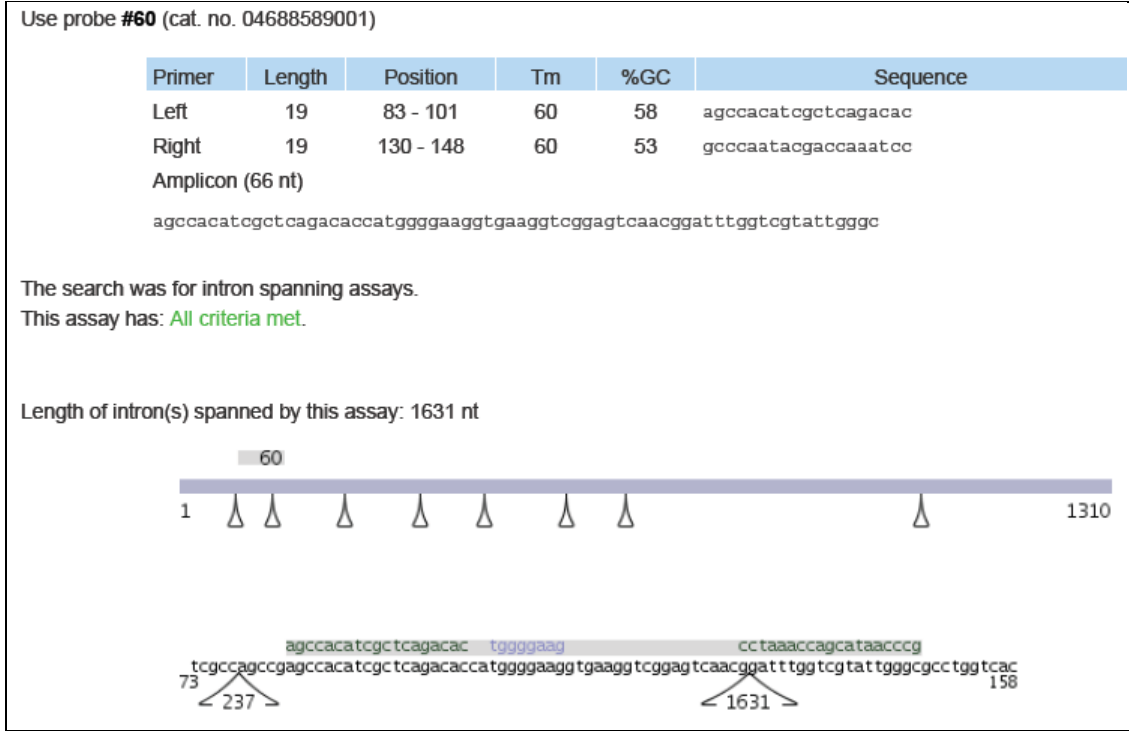 Use probe #60 (cat. no. 04688589001)
Primer Length Position Tm %GC Sequence
Left 19 83 - 101 60 58 agccacatcgctcagacac
Right 19 130 - 148 60 53 gcccaatacgaccaaatcc
Amplicon (66 nt)
agccacatcgctcagacaccatggggaaggtgaaggtcggagtcaacggatttggtcgtattgggc
The search was for intron spanning assays.
This assay has: All criteria met.
Length of intron(s) spanned by this assay: 1631 nt
60
1 1310
agccacatcgctcagacac tggggaag cctaaaccagcataacccg
tcgccagccgagccacatcgctcagacaccatggggaaggtgaaggtcggagtcaacggatttggtcgtattgggcgcctggtcac
73 158
237 1631